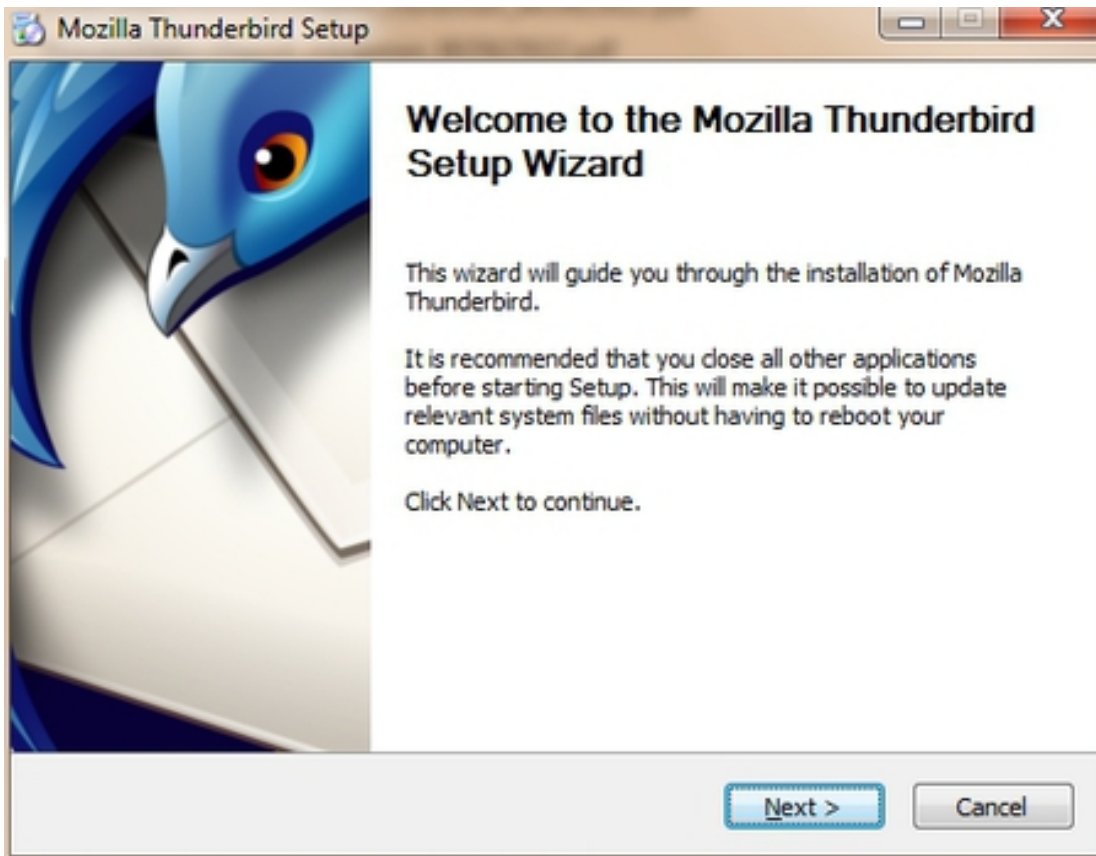 Mozilla Thunderbird Setup
Welcome to the Mozilla Thunderbird
Setup Wizard
This wizard will guide you through the installation of Mozilla
Thunderbird.
It is recommended that you close all other applications
before starting Setup. This will make it possible to update
relevant system files without having to reboot your
computer.
Click Next to continue.
Next >
Cancel